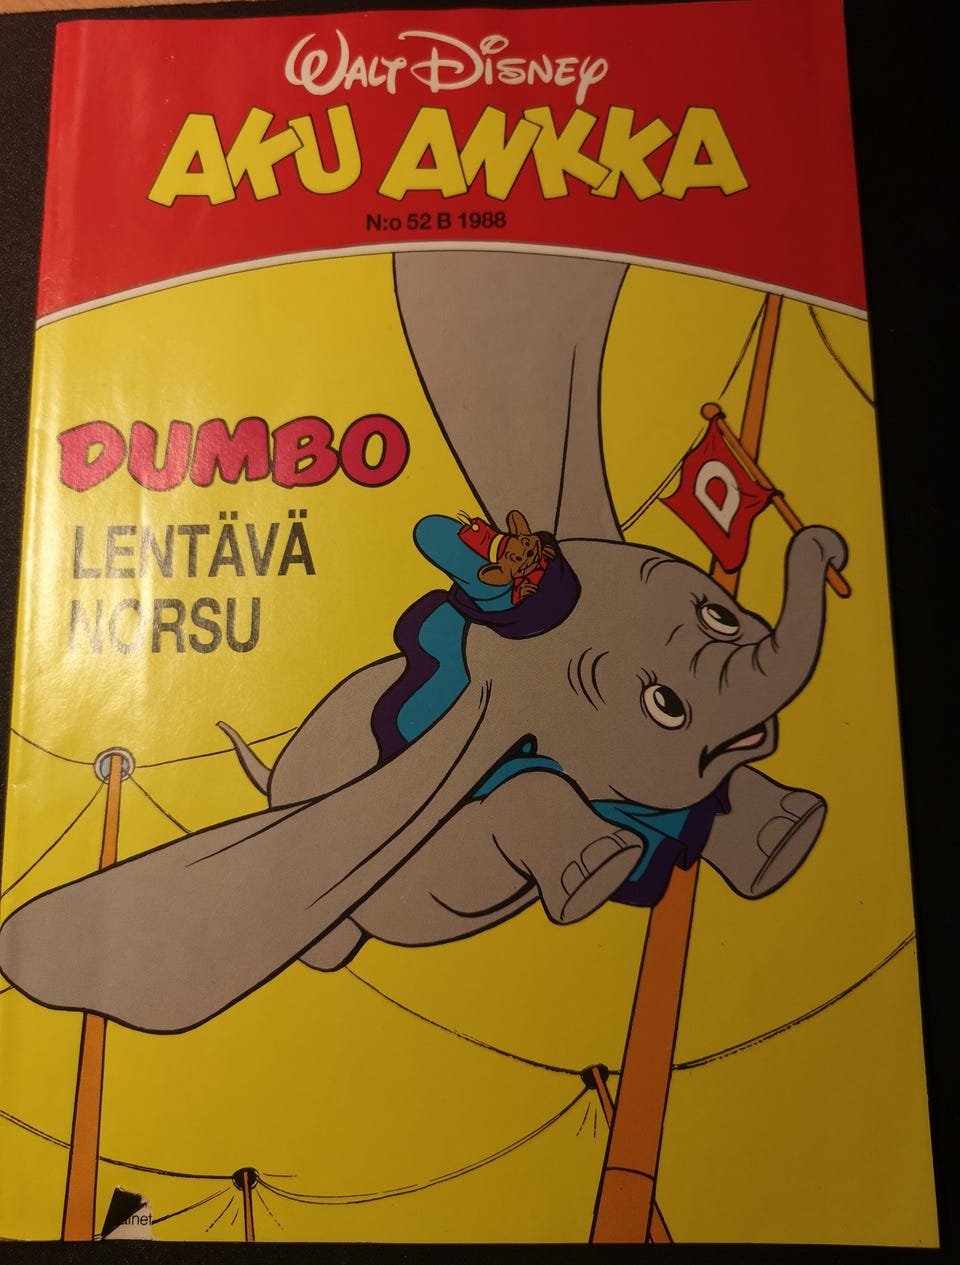 WALT DISNEY
AKU ANKKA
N:o 52 B 1988
D
DUMBO
LENTÄVÄ
NORSU